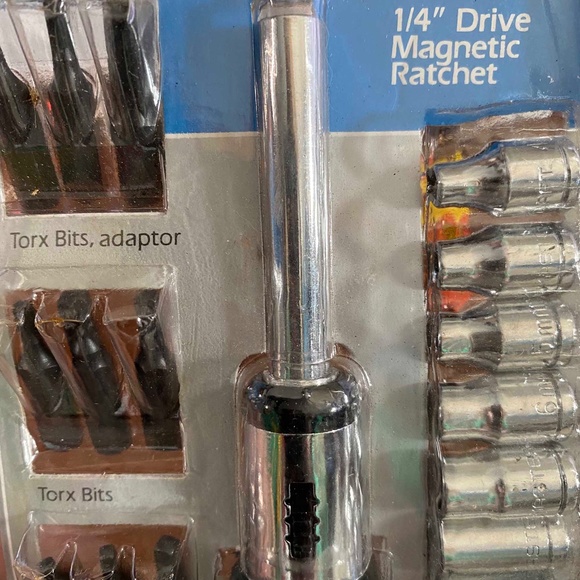 1/4” Drive
Magnetic
Ratchet
Torx Bits, adaptor
Torx Bits